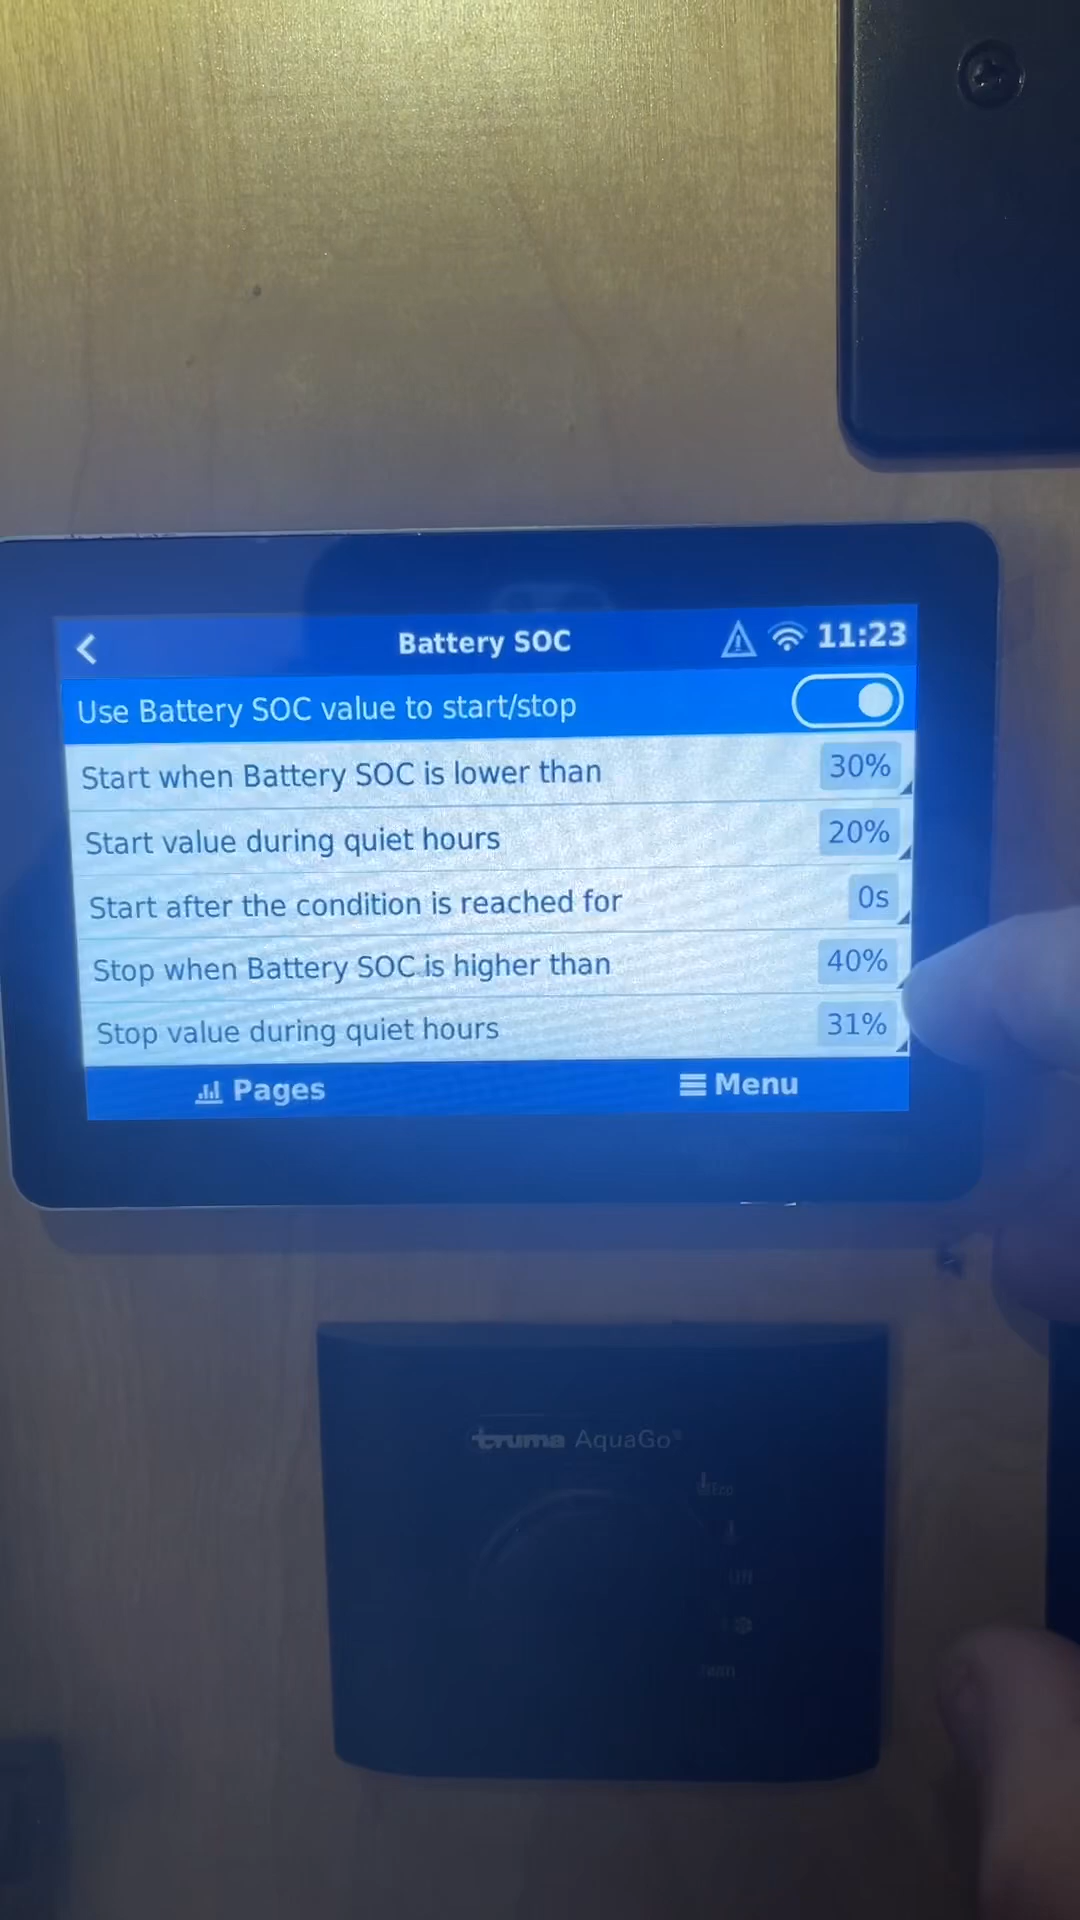 Battery SOC
11:23
Use Battery SOC value to start/stop
Start when Battery SOC is lower than 30%
Start value during quiet hours 20%
Start after the condition is reached for 0s
Stop when Battery SOC is higher than 40%
Stop value during quiet hours 31%
Pages
Menu
truma AquaGo®
Eco
Off